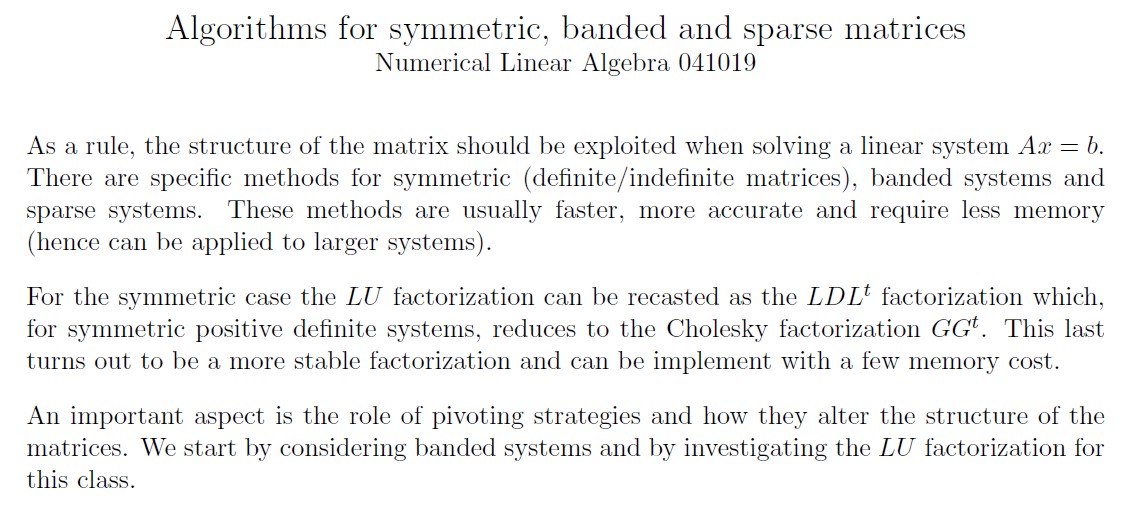 Algorithms for symmetric, banded and sparse matrices
Numerical Linear Algebra 041019
As a rule, the structure of the matrix should be exploited when solving a linear system Ax = b.
There are specific methods for symmetric (definite/indefinite matrices), banded systems and
sparse systems. These methods are usually faster, more accurate and require less memory
(hence can be applied to larger systems).
For the symmetric case the LU factorization can be recasted as the LDLᵗ factorization which,
for symmetric positive definite systems, reduces to the Cholesky factorization GGᵗ. This last
turns out to be a more stable factorization and can be implement with a few memory cost.
An important aspect is the role of pivoting strategies and how they alter the structure of the
matrices. We start by considering banded systems and by investigating the LU factorization for
this class.